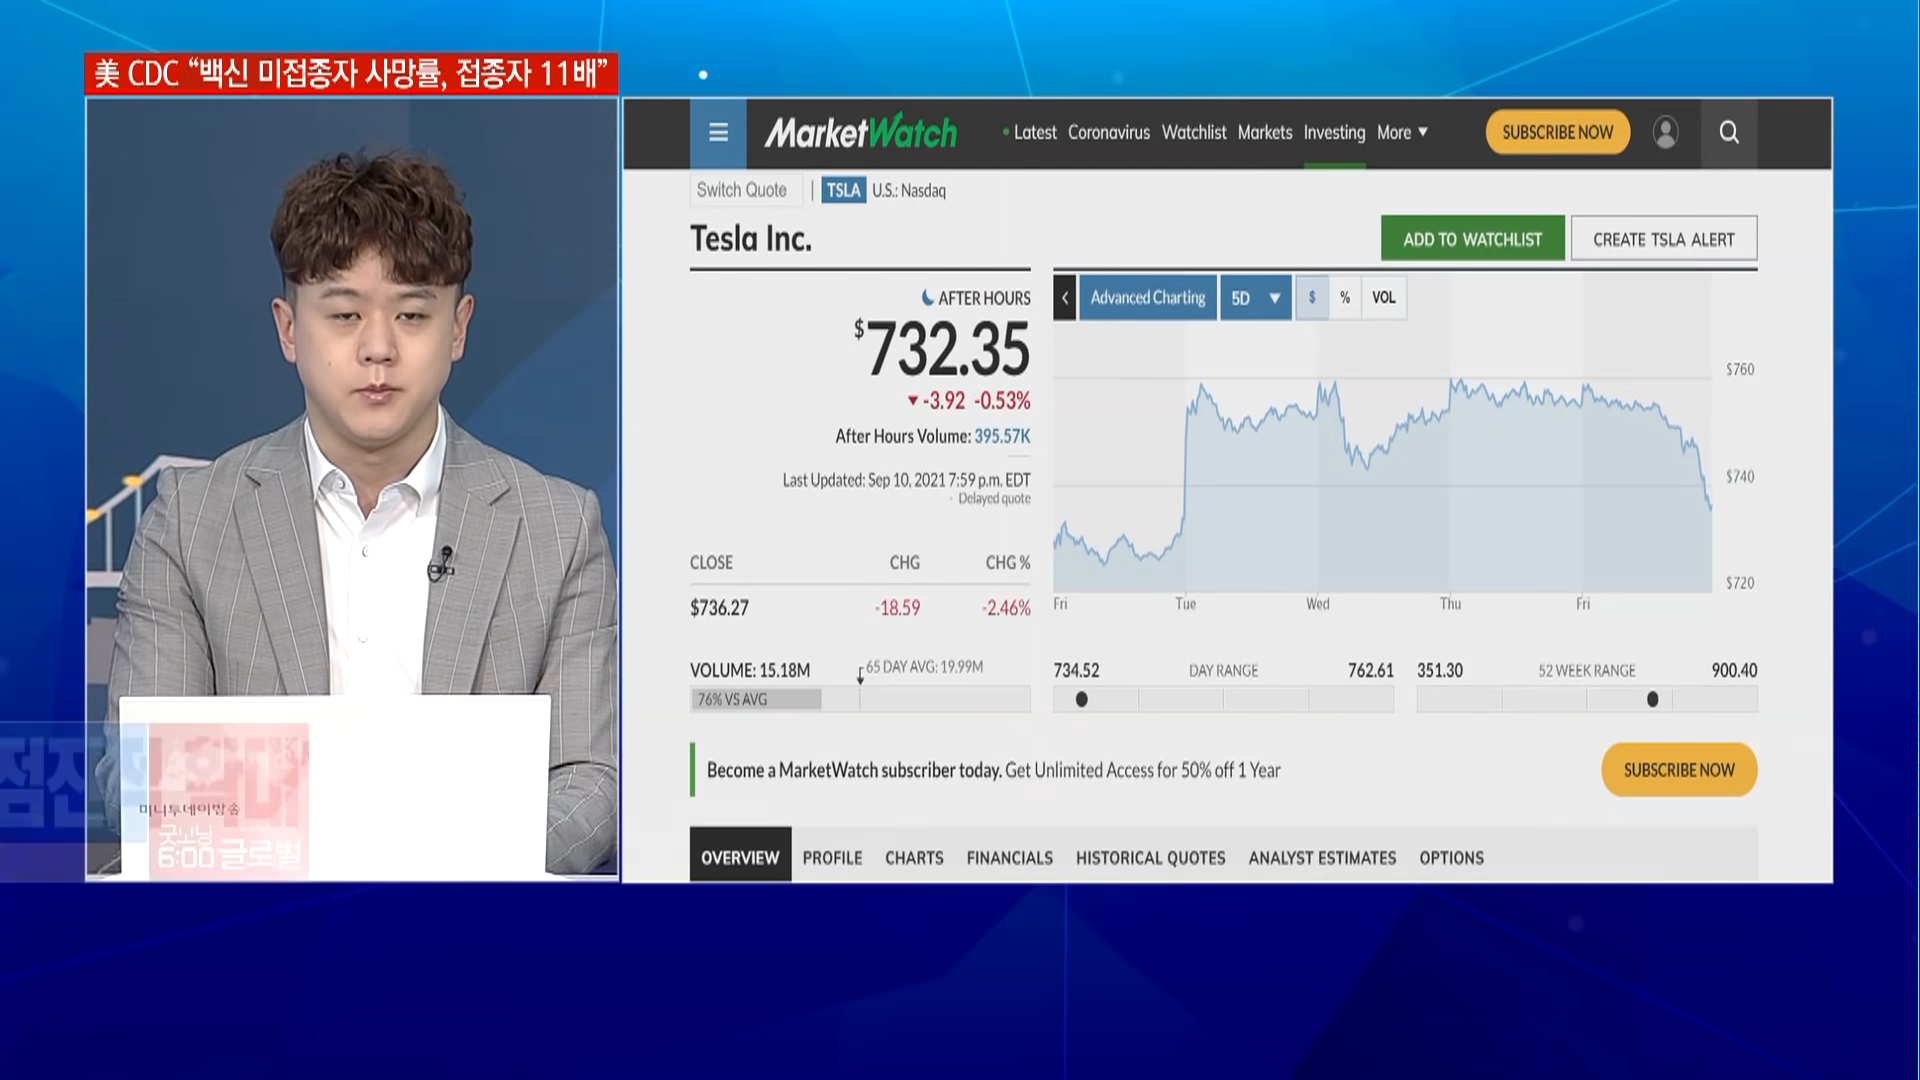 美 CDC “백신 미접종자 사망률, 접종자 11배”
MarketWatch
Latest Coronavirus Watchlist Markets Investing More
SUBSCRIBE NOW
Switch Quote | TSLA U.S.: Nasdaq
Tesla Inc.
ADD TO WATCHLIST
CREATE TSLA ALERT
AFTER HOURS
$732.35
-3.92 -0.53%
After Hours Volume: 395.57K
Last Updated: Sep 10, 2021 7:59 p.m. EDT
Delayed quote
CLOSE CHG CHG %
$736.27 -18.59 -2.46%
VOLUME: 15.18M
65 DAY AVG: 19.99M
76% VS AVG
Advanced Charting 5D $ % VOL
$760
$740
$720
Fri Tue Wed Thu Fri
734.52 DAY RANGE 762.61
351.30 52 WEEK RANGE 900.40
Become a MarketWatch subscriber today. Get Unlimited Access for 50% off 1 Year
SUBSCRIBE NOW
OVERVIEW PROFILE CHARTS FINANCIALS HISTORICAL QUOTES ANALYST ESTIMATES OPTIONS
굿모닝
6:00 글로벌